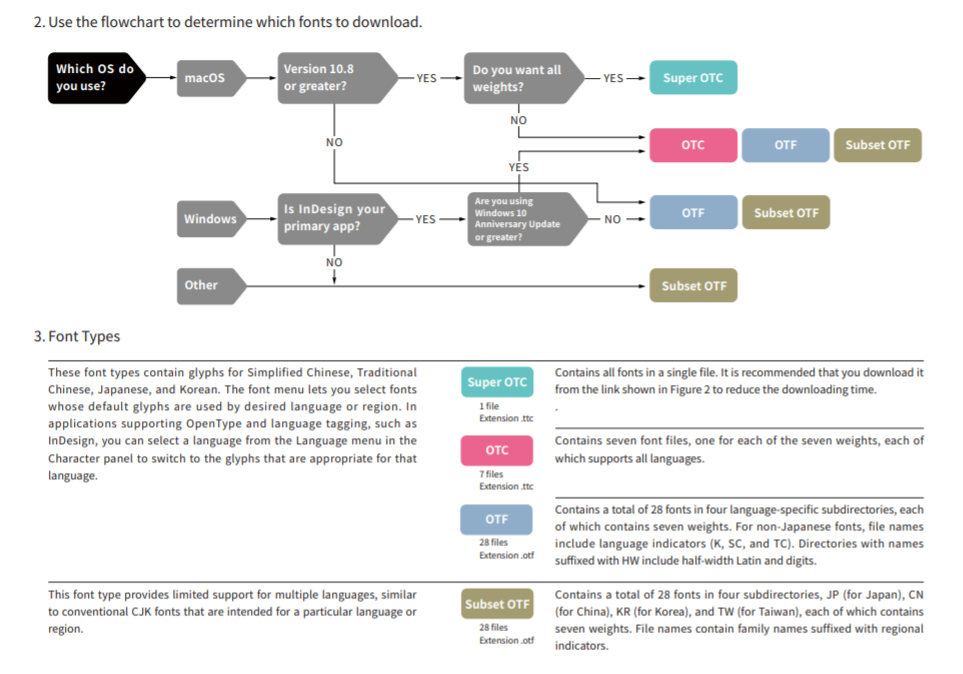 2. Use the flowchart to determine which fonts to download.
Which OS do
you use?
macOS
Version 10.8
or greater?
YES
Do you want all
weights?
YES
Super OTC
NO
NO
OTC
OTF
Subset OTF
YES
Windows
Is InDesign your
primary app?
YES
Are you using
Windows 10
Anniversary Update
or greater?
NO
OTF
Subset OTF
NO
Other
Subset OTF
3. Font Types
These font types contain glyphs for Simplified Chinese, Traditional
Chinese, Japanese, and Korean. The font menu lets you select fonts
whose default glyphs are used by desired language or region. In
applications supporting OpenType and language tagging, such as
InDesign, you can select a language from the Language menu in the
Character panel to switch to the glyphs that are appropriate for that
language.
Super OTC
1 file
Extension .ttc
Contains all fonts in a single file. It is recommended that you download it
from the link shown in Figure 2 to reduce the downloading time.
.
OTC
7 files
Extension .ttc
Contains seven font files, one for each of the seven weights, each of
which supports all languages.
OTF
28 files
Extension .otf
Contains a total of 28 fonts in four language-specific subdirectories, each
of which contains seven weights. For non-Japanese fonts, file names
include language indicators (K, SC, and TC). Directories with names
suffixed with HW include half-width Latin and digits.
This font type provides limited support for multiple languages, similar
to conventional CJK fonts that are intended for a particular language or
region.
Subset OTF
28 files
Extension .otf
Contains a total of 28 fonts in four subdirectories, JP (for Japan), CN
(for China), KR (for Korea), and TW (for Taiwan), each of which contains
seven weights. File names contain family names suffixed with regional
indicators.